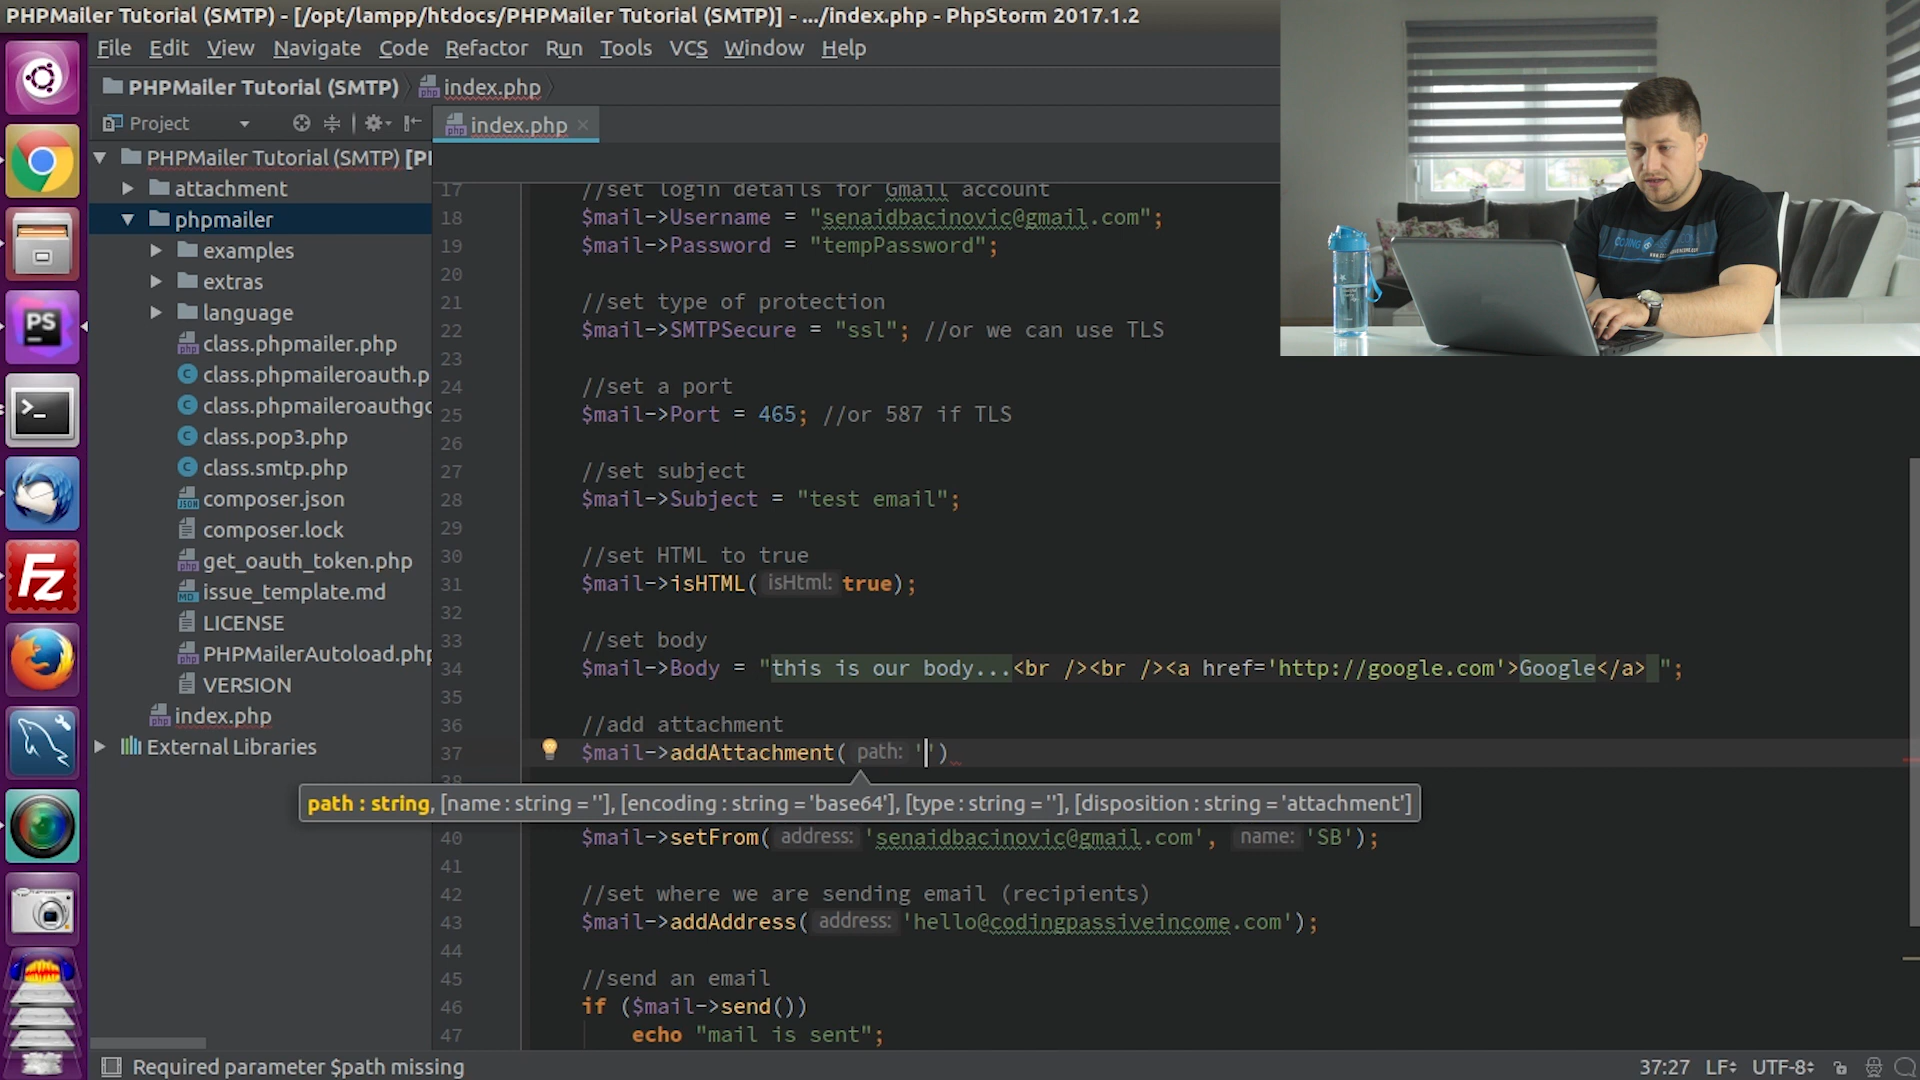 PHPMailer Tutorial (SMTP) - [/opt/lampp/htdocs/PHPMailer Tutorial (SMTP)] - .../index.php - PhpStorm 2017.1.2
File Edit View Navigate Code Refactor Run Tools VCS Window Help
PHPMailer Tutorial (SMTP) index.php
Project
index.php
PHPMailer Tutorial (SMTP) [P
attachment
phpmailer
examples
extras
language
class.phpmailer.php
class.phpmaileroauth.p
class.phpmaileroauthgo
class.pop3.php
class.smtp.php
composer.json
composer.lock
get_oauth_token.php
issue_template.md
LICENSE
PHPMailerAutoload.php
VERSION
index.php
External Libraries
17 //set login details for Gmail account
18 $mail->Username = "senaidbacinovic@gmail.com";
19 $mail->Password = "tempPassword";
20
21 //set type of protection
22 $mail->SMTPSecure = "ssl"; //or we can use TLS
23
24 //set a port
25 $mail->Port = 465; //or 587 if TLS
26
27 //set subject
28 $mail->Subject = "test email";
29
30 //set HTML to true
31 $mail->isHTML( isHtml: true);
32
33 //set body
34 $mail->Body = "this is our body...<br /><br /><a href='http://google.com'>Google</a> ";
35
36 //add attachment
37 $mail->addAttachment( path: '')
38
path : string, [name : string = ''], [encoding : string = 'base64'], [type : string = ''], [disposition : string = 'attachment']
40 $mail->setFrom( address: 'senaidbacinovic@gmail.com', name: 'SB');
41
42 //set where we are sending email (recipients)
43 $mail->addAddress( address: 'hello@codingpassiveincome.com');
44
45 //send an email
46 if ($mail->send())
47 echo "mail is sent";
Required parameter $path missing
37:27 LF UTF-8
PS
Fz